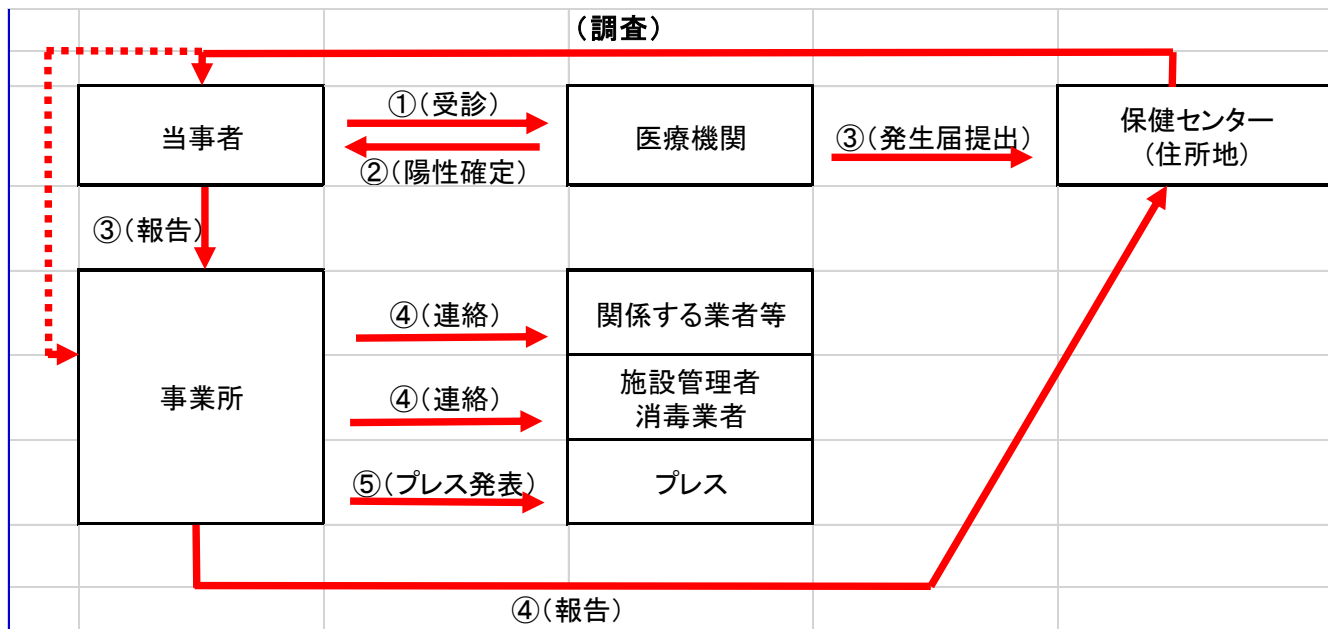 (調査)
当事者
①(受診)
②(陽性確定)
医療機関
③(発生届提出)
保健センター
(住所地)
③(報告)
事業所
④(連絡)
関係する業者等
④(連絡)
施設管理者
消毒業者
⑤(プレス発表)
プレス
④(報告)